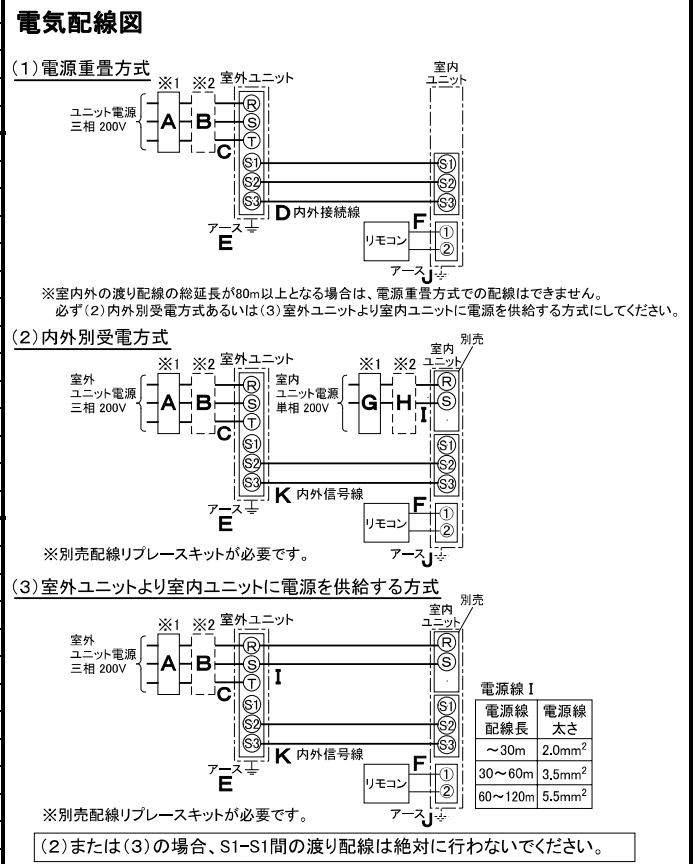 電気配線図
(1)電源重畳方式
※1 ※2 室外ユニット
室内
ユニット
ユニット電源
三相 200V
A B C
R
S
T
S1
S2
S3
S1
S2
S3
D 内外接続線
アース
E
リモコン
F
①
②
アース J
※室内外の渡り配線の総延長が80m以上となる場合は、電源重畳方式での配線はできません。
必ず(2)内外別受電方式あるいは(3)室外ユニットより室内ユニットに電源を供給する方式にしてください。
(2)内外別受電方式
※1 ※2 室外ユニット
室外
ユニット電源
三相 200V
A B C
R
S
T
S1
S2
S3
※1 ※2
室内
ユニット
別売
室内
ユニット電源
単相 200V
G H I
R
S
S1
S2
S3
K 内外信号線
アース
E
リモコン
F
①
②
アース J
※別売配線リプレースキットが必要です。
(3)室外ユニットより室内ユニットに電源を供給する方式
※1 ※2 室外ユニット
室内
ユニット
別売
室外
ユニット電源
三相 200V
A B C
R
S
T
S1
S2
S3
I
R
S
S1
S2
S3
K 内外信号線
アース
E
リモコン
F
①
②
アース J
※別売配線リプレースキットが必要です。
電源線 I
電源線配線長 電源線太さ
～30m 2.0mm²
30～60m 3.5mm²
60～120m 5.5mm²
(2)または(3)の場合、S1-S1間の渡り配線は絶対に行わないでください。